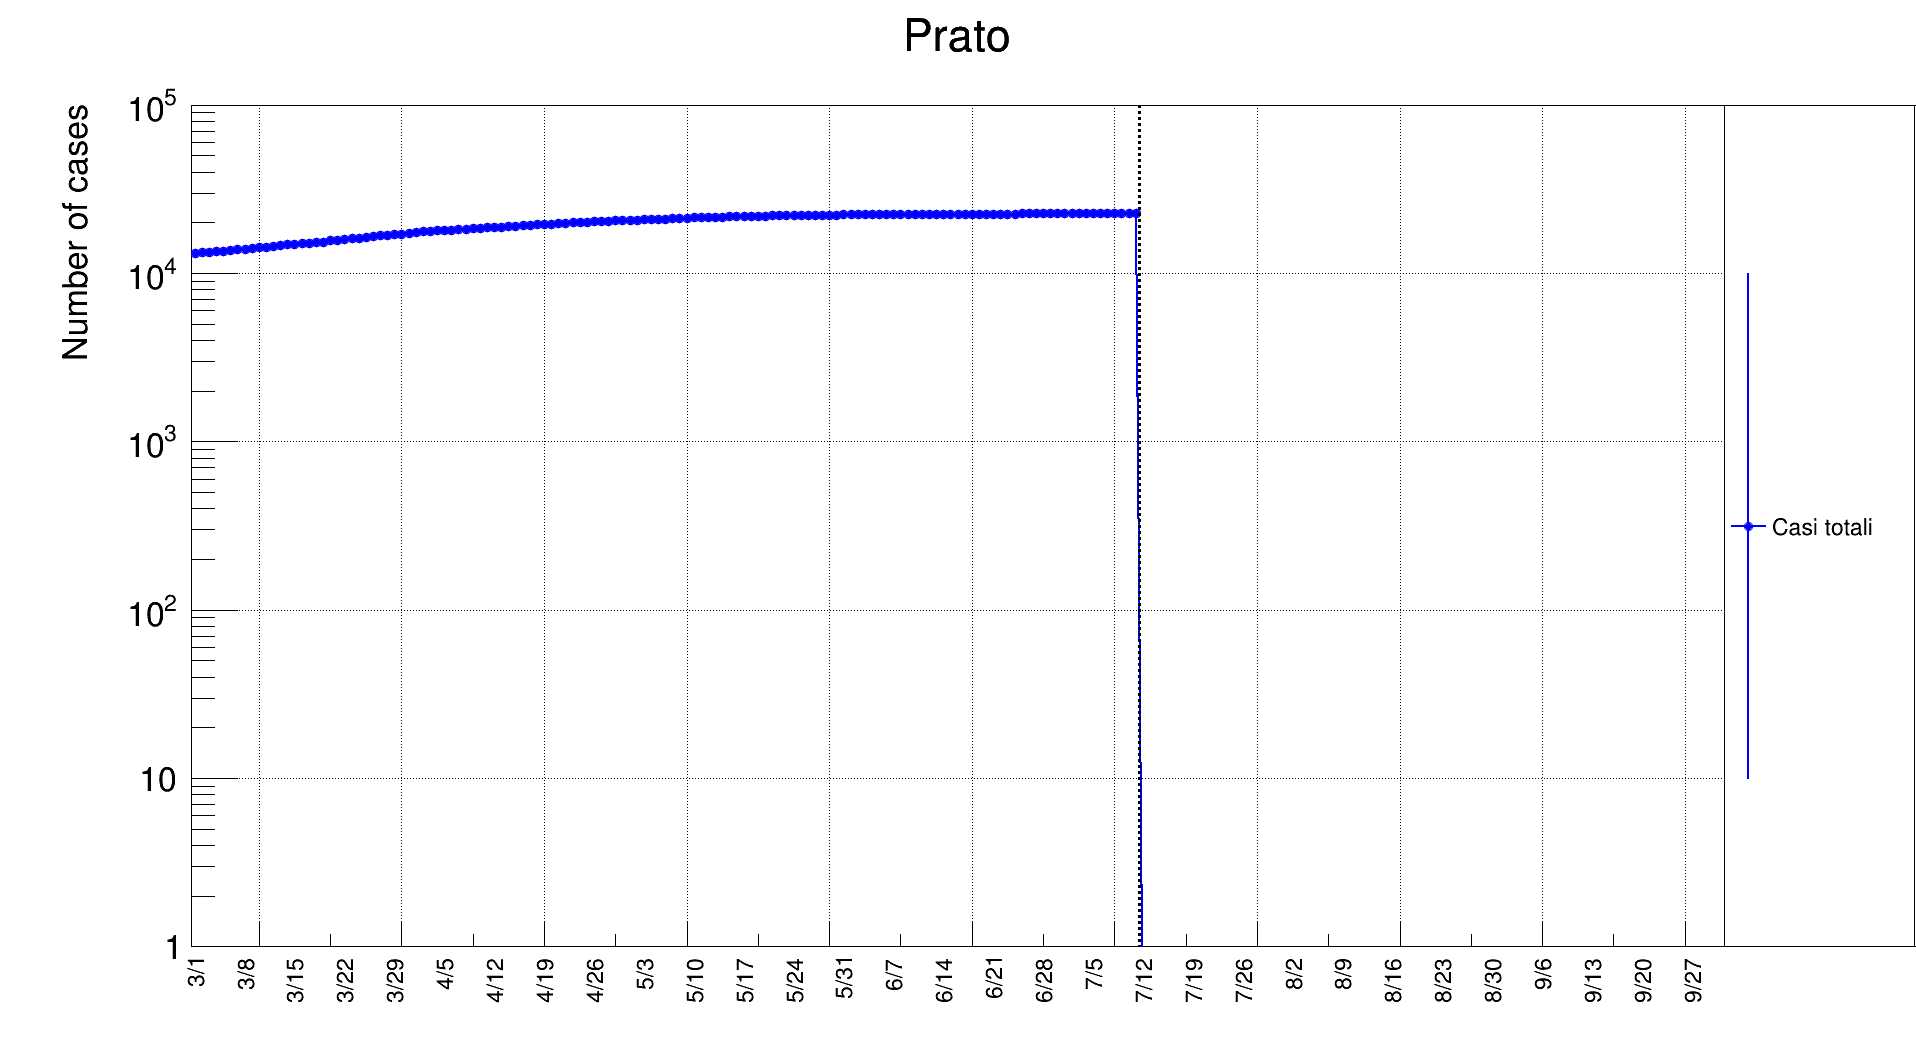 Prato
Number of cases
10^5
10^4
10^3
10^2
10
1
3/1 3/8 3/15 3/22 3/29 4/5 4/12 4/19 4/26 5/3 5/10 5/17 5/24 5/31 6/7 6/14 6/21 6/28 7/5 7/12 7/19 7/26 8/2 8/9 8/16 8/23 8/30 9/6 9/13 9/20 9/27
Casi totali